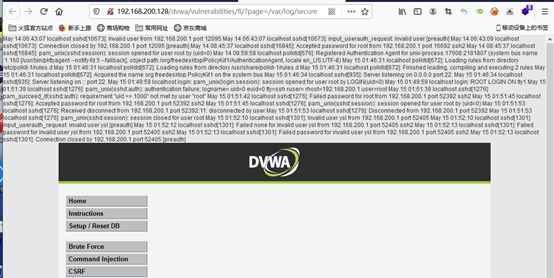 192.168.200.128/dvwa/vulnerabilities/fi/?page=/var/log/secure
火狐官方站点 新手上路 商场购物 常用网址 京东商城 移动设备上的书签
May 14 06:43:07 localhost sshd[10673]: Invalid user from 192.168.200.1 port 12095 May 14 06:43:07 localhost sshd[10673]: input_userauth_request: invalid user [preauth] May 14 06:43:07 localhost
sshd[10673]: Connection closed by 192.168.200.1 port 12095 [preauth] May 14 08:45:37 localhost sshd[16845]: Accepted password for root from 192.168.200.1 port 16692 ssh2 May 14 08:45:37 localhost
sshd[16845]: pam_unix(sshd:session): session opened for user root by (uid=0) May 14 08:59:58 localhost polkitd[676]: Registered Authentication Agent for unix-process:17608:2181807 (system bus name
:1.160 [/usr/bin/pkttyagent --notify-fd 5 --fallback], object path /org/freedesktop/PolicyKit1/AuthenticationAgent, locale en_US.UTF-8) May 15 01:46:31 localhost polkitd[672]: Loading rules from directory
/etc/polkit-1/rules.d May 15 01:46:31 localhost polkitd[672]: Loading rules from directory /usr/share/polkit-1/rules.d May 15 01:46:31 localhost polkitd[672]: Finished loading, compiling and executing 2 rules May
15 01:46:31 localhost polkitd[672]: Acquired the name org.freedesktop.PolicyKit1 on the system bus May 15 01:46:34 localhost sshd[935]: Server listening on 0.0.0.0 port 22. May 15 01:46:34 localhost
sshd[935]: Server listening on :: port 22. May 15 01:49:59 localhost login: pam_unix(login:session): session opened for user root by LOGIN(uid=0) May 15 01:49:59 localhost login: ROOT LOGIN ON tty1 May 15
01:51:39 localhost sshd[1276]: pam_unix(sshd:auth): authentication failure; logname= uid=0 euid=0 tty=ssh ruser= rhost=192.168.200.1 user=root May 15 01:51:39 localhost sshd[1276]:
pam_succeed_if(sshd:auth): requirement "uid >= 1000" not met by user "root" May 15 01:51:42 localhost sshd[1276]: Failed password for root from 192.168.200.1 port 52392 ssh2 May 15 01:51:45 localhost
sshd[1276]: Accepted password for root from 192.168.200.1 port 52392 ssh2 May 15 01:51:45 localhost sshd[1276]: pam_unix(sshd:session): session opened for user root by (uid=0) May 15 01:51:53
localhost sshd[1276]: Received disconnect from 192.168.200.1 port 52392:11: disconnected by user May 15 01:51:53 localhost sshd[1276]: Disconnected from 192.168.200.1 port 52392 May 15 01:51:53
localhost sshd[1276]: pam_unix(sshd:session): session closed for user root May 15 01:52:10 localhost sshd[1301]: Invalid user ysl from 192.168.200.1 port 52405 May 15 01:52:10 localhost sshd[1301]:
input_userauth_request: invalid user ysl [preauth] May 15 01:52:12 localhost sshd[1301]: Failed none for invalid user ysl from 192.168.200.1 port 52405 ssh2 May 15 01:52:13 localhost sshd[1301]: Failed
password for invalid user ysl from 192.168.200.1 port 52405 ssh2 May 15 01:52:13 localhost sshd[1301]: Failed password for invalid user ysl from 192.168.200.1 port 52405 ssh2 May 15 01:52:13 localhost
sshd[1301]: Connection closed by 192.168.200.1 port 52405 [preauth]
DVWA
Home
Instructions
Setup / Reset DB
Brute Force
Command Injection
CSRF